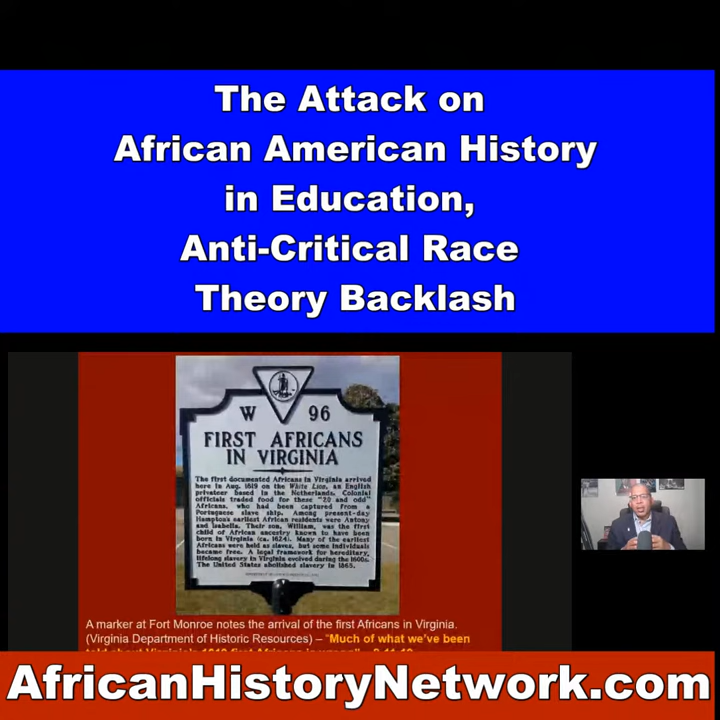 The Attack on
African American History
in Education,
Anti-Critical Race
Theory Backlash
W 96
FIRST AFRICANS
IN VIRGINIA
The first documented Africans in Virginia arrived
here in Aug. 1619 on the White Lion, an English
privateer based in the Netherlands. Colonial
officials traded food for these "20 and odd"
Africans, who had been captured from a
Portuguese slave ship. Among present-day
Hampton's earliest African residents were Antony
and Isabella. Their son, William, was the first
child of African ancestry known to have been
born in Virginia (ca. 1624). Many of the earliest
Africans were held as slaves, but some individuals
became free. A legal framework for hereditary,
lifelong slavery in Virginia evolved during the 1600s.
The United States abolished slavery in 1865.
A marker at Fort Monroe notes the arrival of the first Africans in Virginia.
(Virginia Department of Historic Resources) – "Much of what we've been
AfricanHistoryNetwork.com